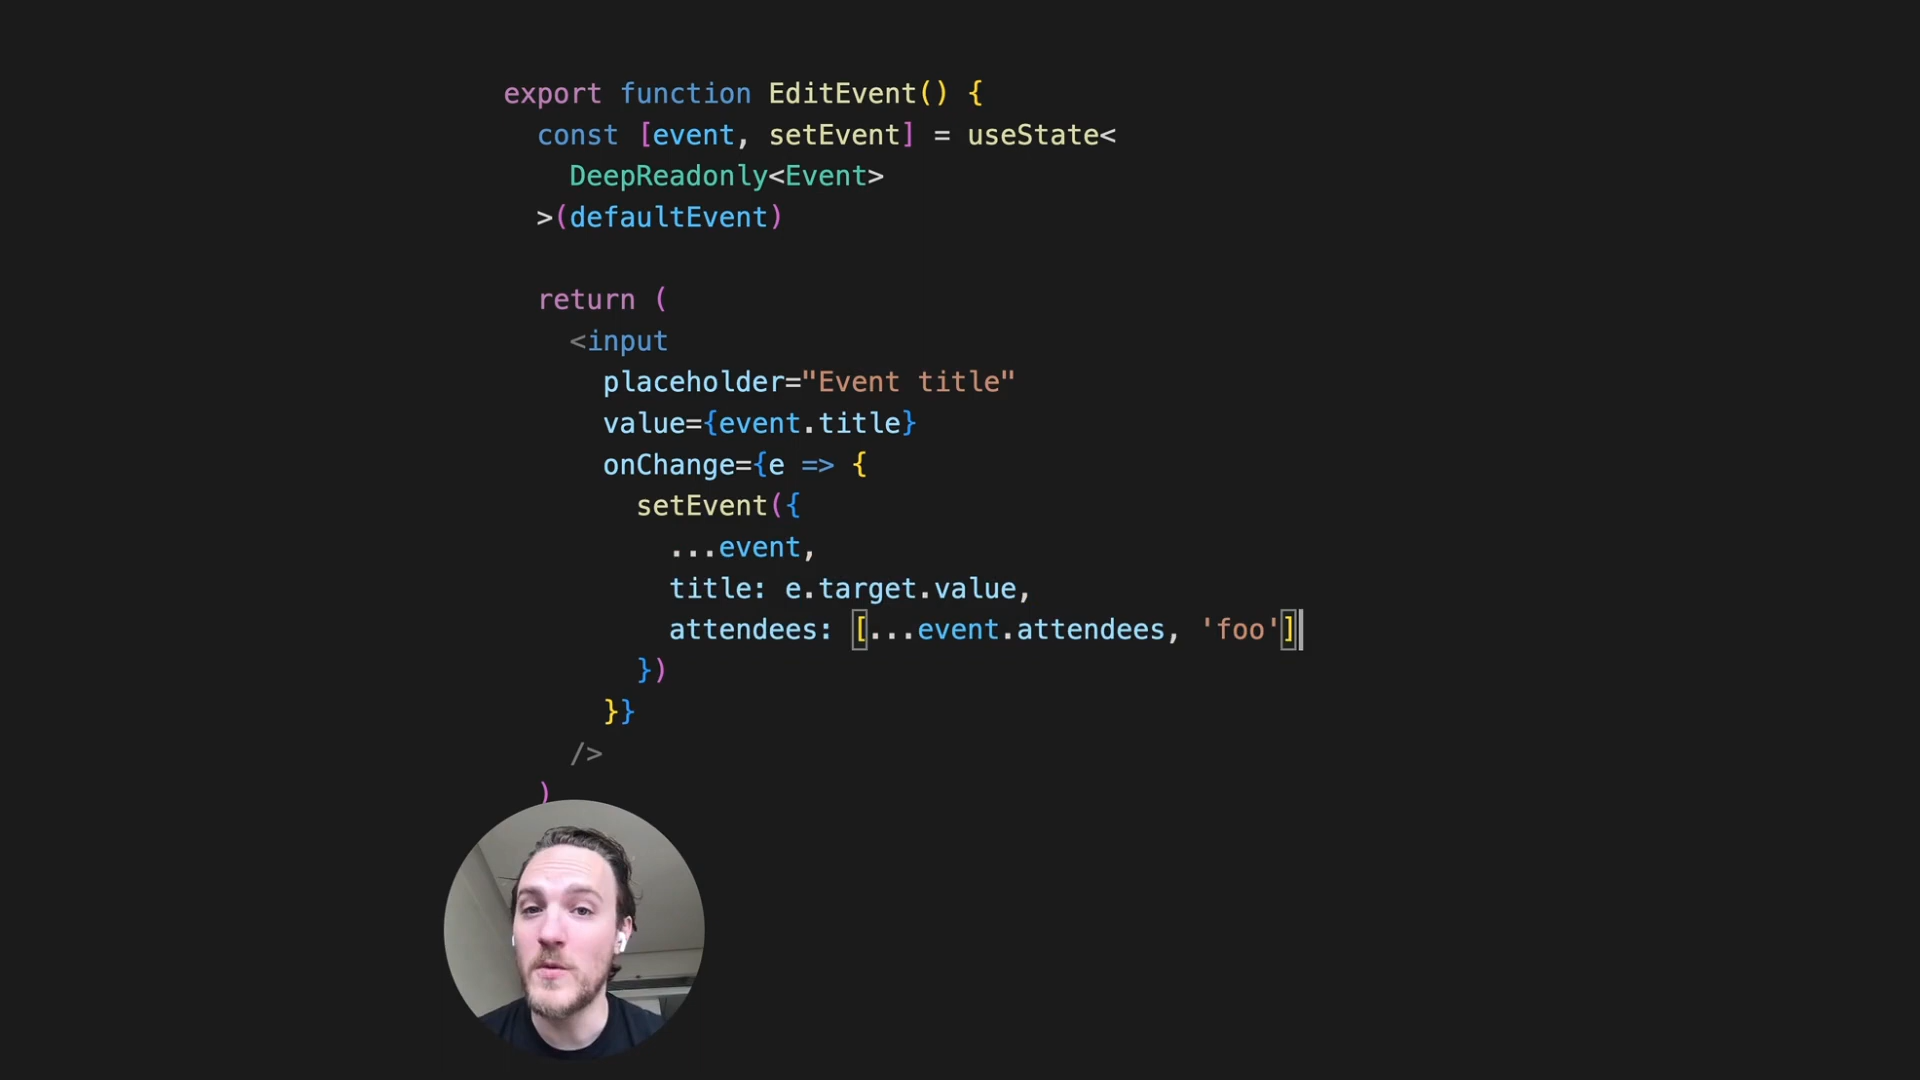 export function EditEvent() {
const [event, setEvent] = useState<
DeepReadonly<Event>
>(defaultEvent)
return (
<input
placeholder="Event title"
value={event.title}
onChange={e => {
setEvent({
...event,
title: e.target.value,
attendees: [...event.attendees, 'foo']
})
}}
/>
)